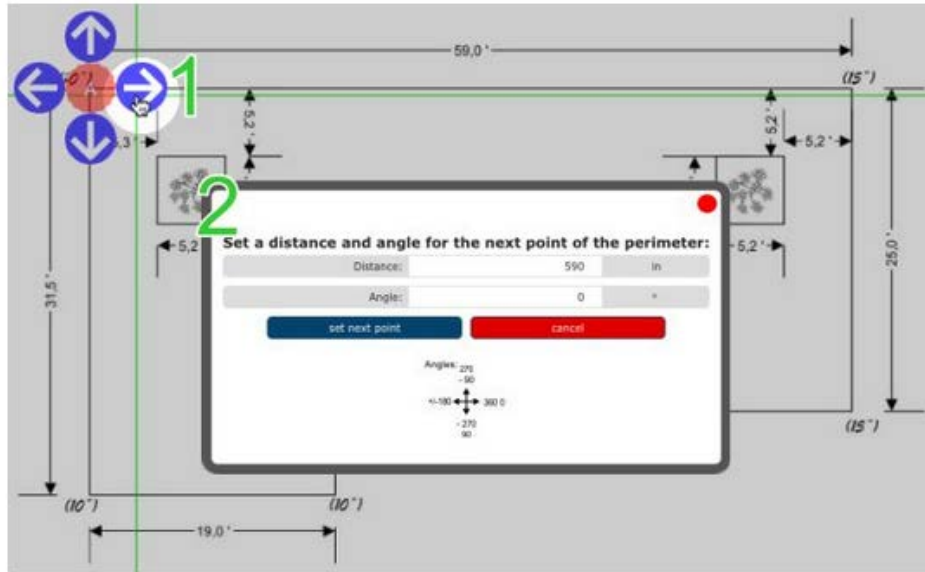 59,0 '
1
(15")
A
5,2 '
5,2 '
5,2 '
,3 '
2
Set a distance and angle for the next point of the perimeter:
5,2
5,2 '
Distance: 590 in
25,0 '
Angle: 0 °
31,5 '
set next point cancel
Angles: 270
- 90
+/-180 360 0
- 270
90
(15")
(10") (10")
19,0 '